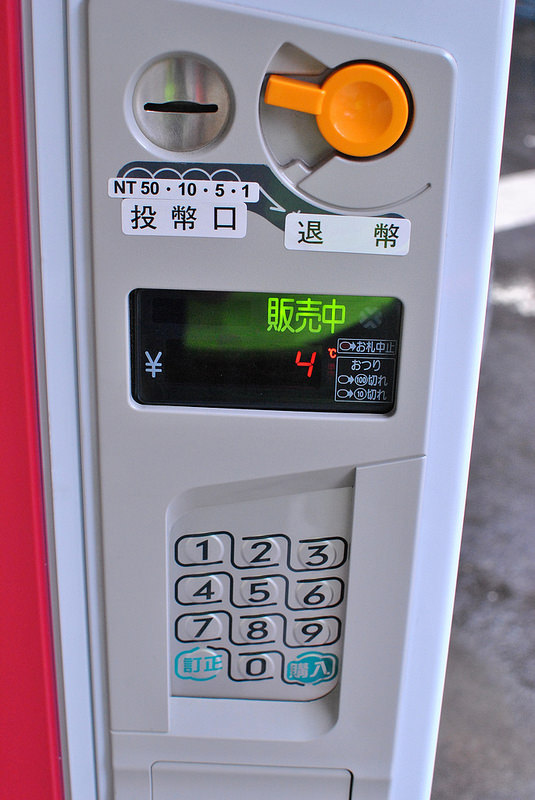 NT 50・10・5・1
投幣口
退幣
販売中
¥ 4 ℃
お札中止
おつり
100切れ
10切れ
1 2 3
4 5 6
7 8 9
訂正 0 購入